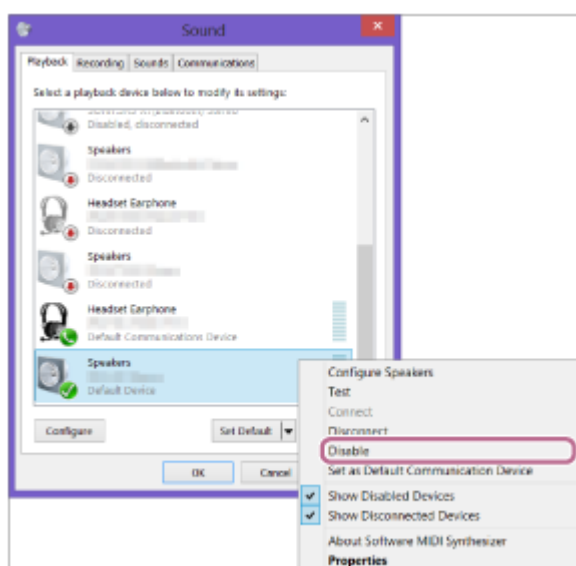 Sound
Playback Recording Sounds Communications
Select a playback device below to modify its settings:
Disabled, disconnected
Speakers
Disconnected
Headset Earphone
Disconnected
Speakers
Disconnected
Headset Earphone
Default Communications Device
Speakers
Default Device
Configure Set Default
OK Cancel
Configure Speakers
Test
Connect
Disconnect
Disable
Set as Default Communication Device
Show Disabled Devices
Show Disconnected Devices
About Software MIDI Synthesizer
Properties